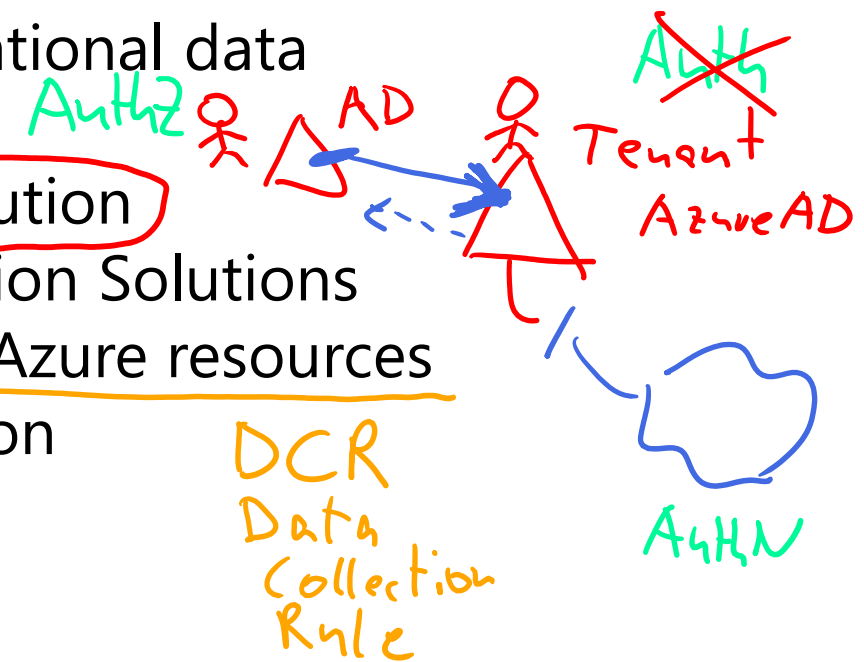 ational data
Auth
AuthZ
AD
Tenant
AzureAD
ution
ion Solutions
Azure resources
on
DCR
Data
Collection
Rule
AuthN